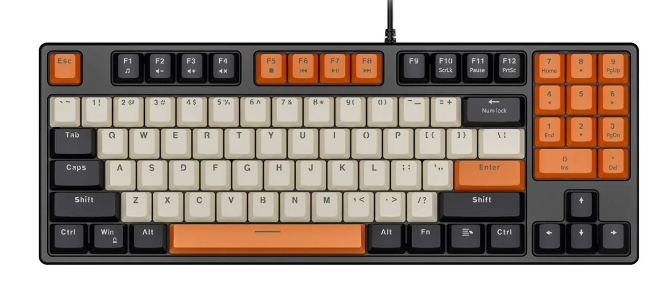 Esc F1 F2 F3 F4 F5 F6 F7 F8 F9 F10 ScrLk F11 Pause F12 PrtSc 7 Home 8 9 PgUp
` ~ 1 ! 2 @ 3 # 4 $ 5 % 6 ^ 7 & 8 * 9 ( 0 ) - _ = + ← Num lock 4 5 6
Tab Q W E R T Y U I O P [ { ] } \ | 1 End 2 3 PgDn
Caps A S D F G H J K L ; : ' " Enter 0 Ins . Del
Shift Z X C V B N M , < . > / ? Shift
Ctrl Win Alt Alt Fn Ctrl